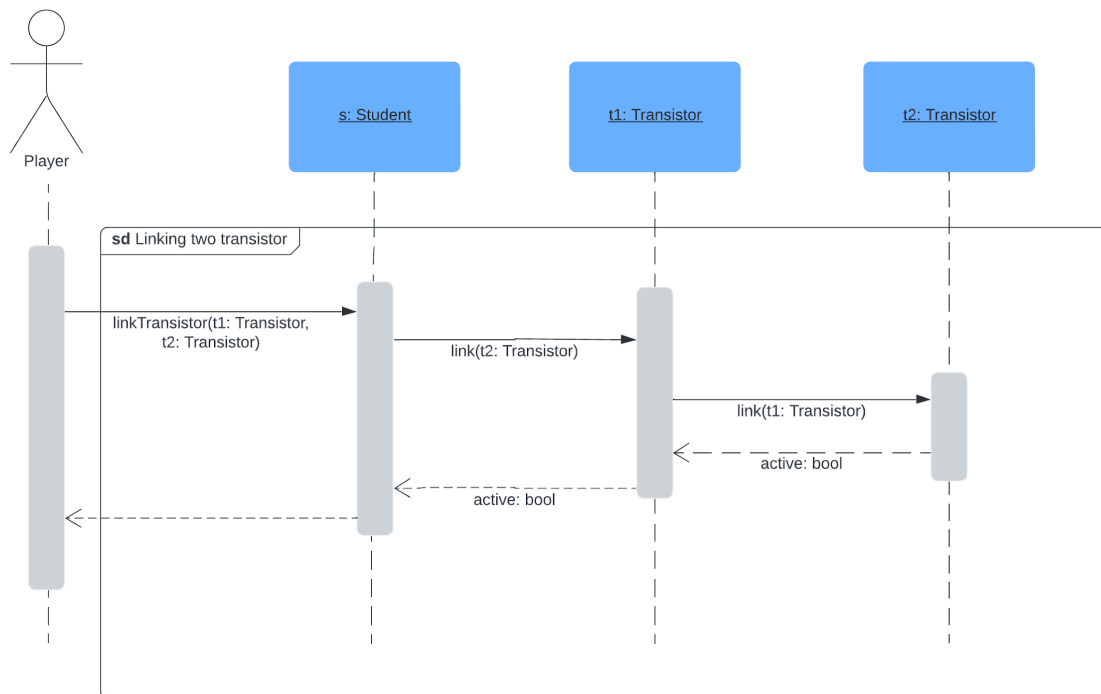 s: Student
t1: Transistor
t2: Transistor
Player
sd Linking two transistor
linkTransistor(t1: Transistor,
t2: Transistor)
link(t2: Transistor)
link(t1: Transistor)
active: bool
active: bool